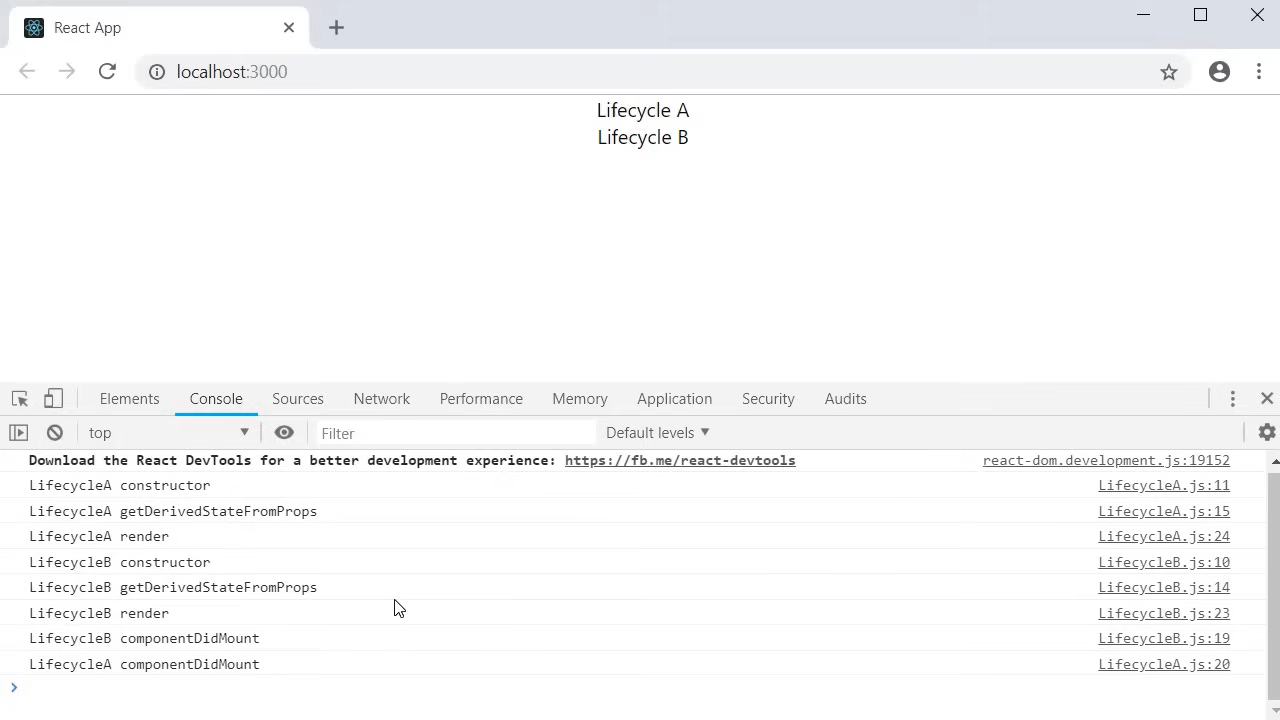 React App
localhost:3000
Lifecycle A
Lifecycle B
Elements Console Sources Network Performance Memory Application Security Audits
top Filter Default levels
Download the React DevTools for a better development experience: https://fb.me/react-devtools react-dom.development.js:19152
LifecycleA constructor LifecycleA.js:11
LifecycleA getDerivedStateFromProps LifecycleA.js:15
LifecycleA render LifecycleA.js:24
LifecycleB constructor LifecycleB.js:10
LifecycleB getDerivedStateFromProps LifecycleB.js:14
LifecycleB render LifecycleB.js:23
LifecycleB componentDidMount LifecycleB.js:19
LifecycleA componentDidMount LifecycleA.js:20